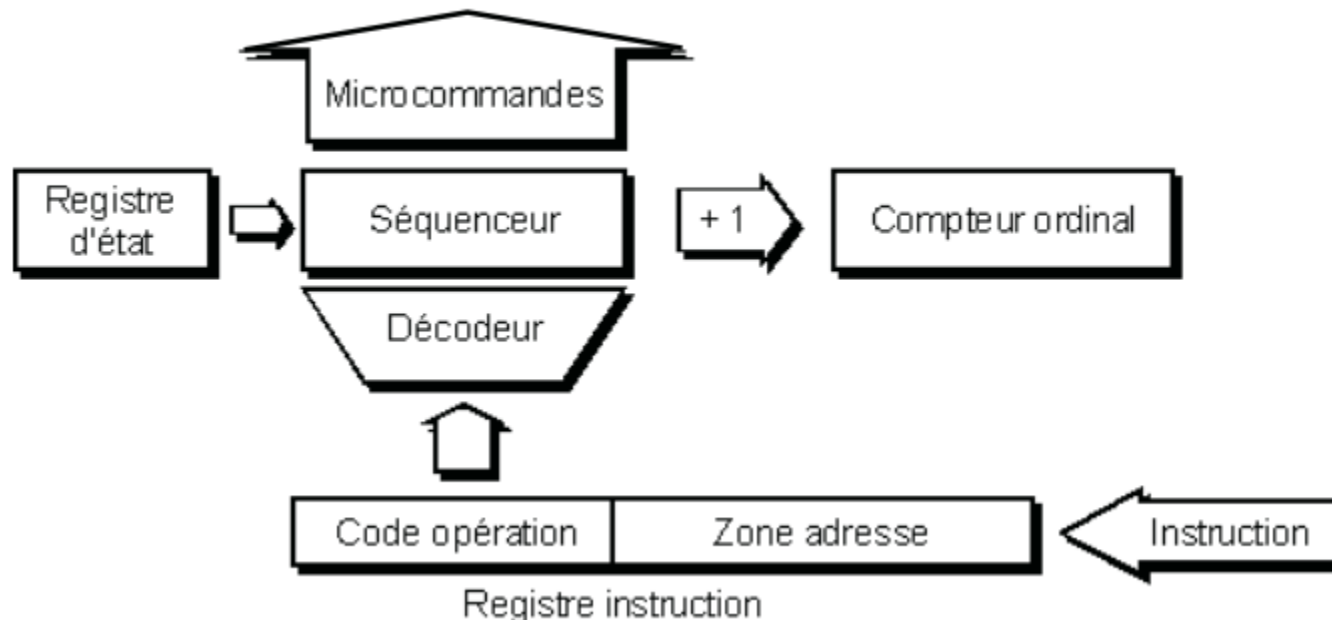 Microcommandes
Registre
d'état
Séquenceur
+ 1
Compteur ordinal
Décodeur
Code opération
Zone adresse
Instruction
Registre instruction